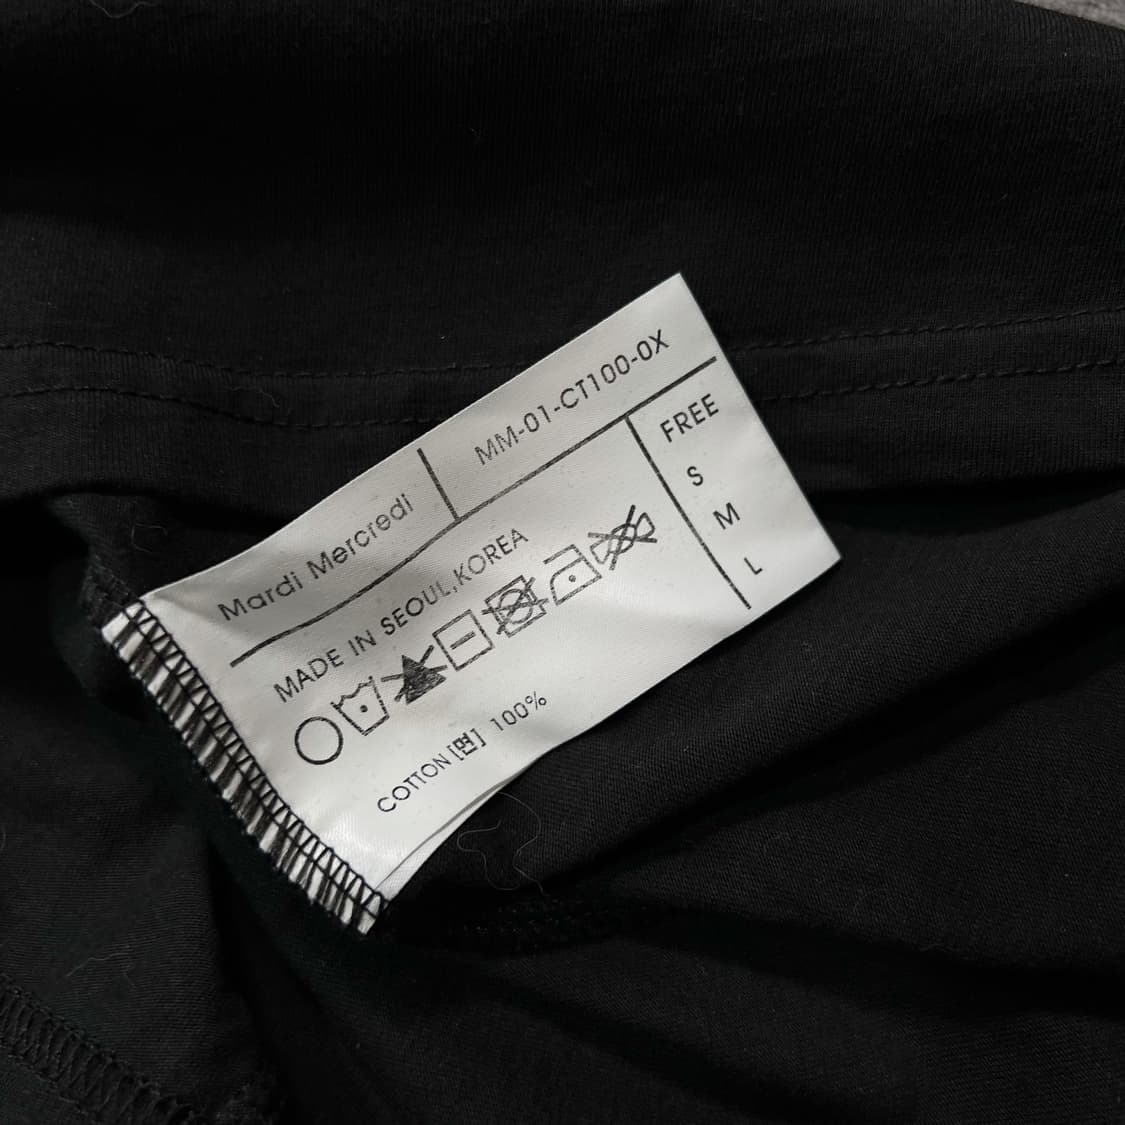 Mardi Mercredi
MM-01-CT100-0X
MADE IN SEOUL,KOREA
COTTON[면] 100%
FREE
S
M
L